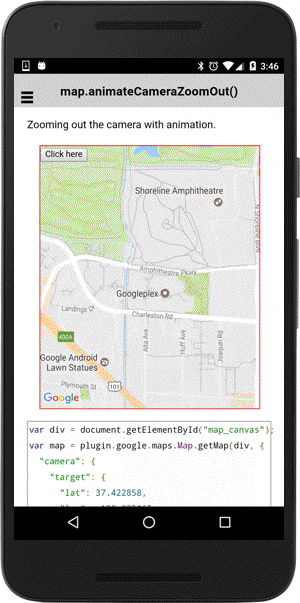 3:46
map.animateCameraZoomOut()
Zooming out the camera with animation.
Click here
Shoreline Amphitheatre
N Shoreline Blvd
Amphitheatre Pkwy
Googleplex
Landings Dr
Charleston Rd
400A
Alta Ave
Huff Ave
Joaquin Rd
Google Android
Lawn Statues
Plymouth St
101
Google
var div = document.getElementById("map_canvas");
var map = plugin.google.maps.Map.getMap(div, {
"camera": {
"target": {
"lat": 37.422858,